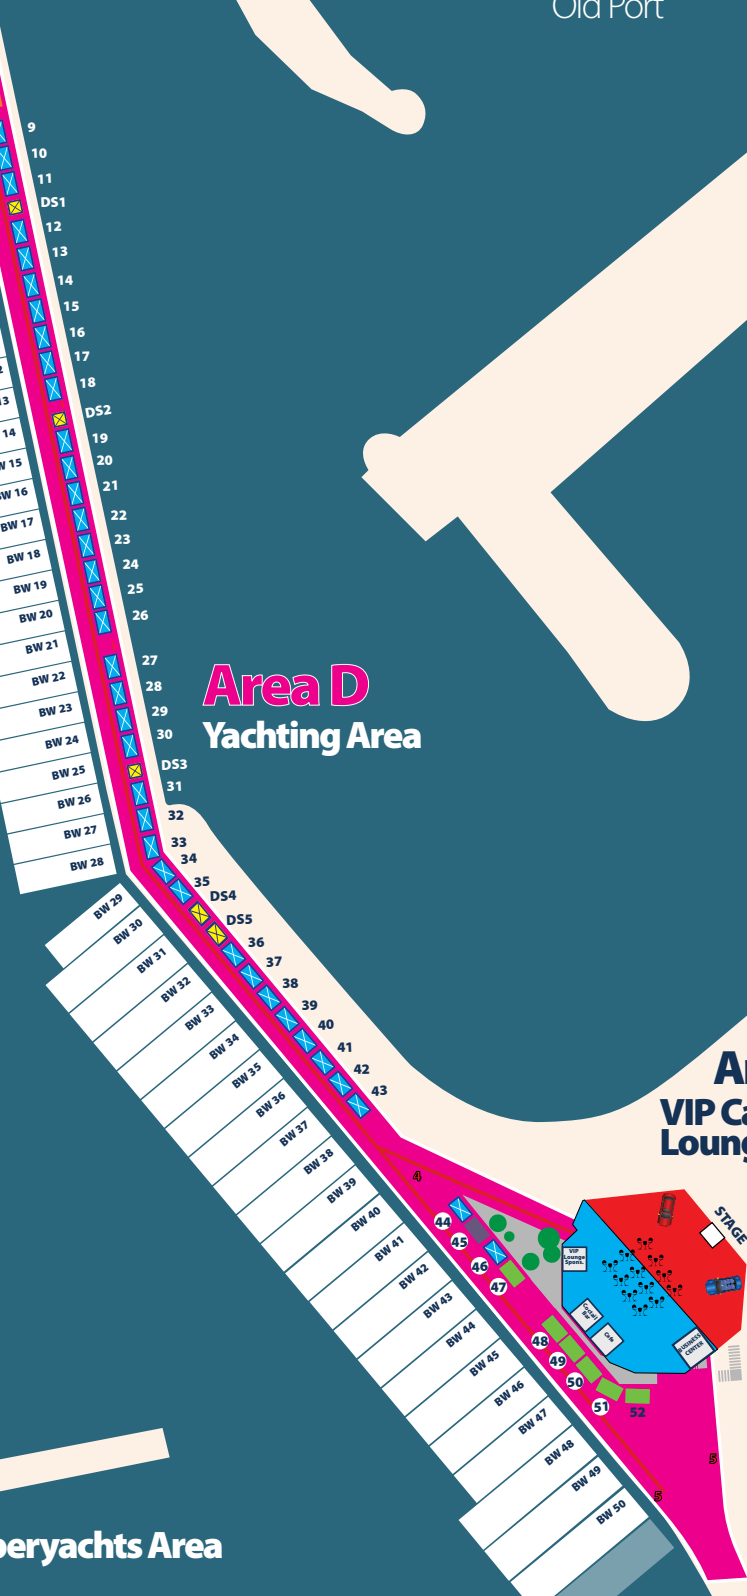 Old Port
9
10
11
DS1
12
13
14
15
16
17
18
DS2
19
20
21
22
23
24
25
26
27
28
29
30
DS3
31
32
33
34
35
DS4
DS5
36
37
38
39
40
41
42
43
2
13
14
W 15
BW 16
BW 17
BW 18
BW 19
BW 20
BW 21
BW 22
BW 23
BW 24
BW 25
BW 26
BW 27
BW 28
BW 29
BW 30
BW 31
BW 32
BW 33
BW 34
BW 35
BW 36
BW 37
BW 38
BW 39
BW 40
BW 41
BW 42
BW 43
BW 44
BW 45
BW 46
BW 47
BW 48
BW 49
BW 50
Area D
Yachting Area
VIP Ca
Loung
4
44
45
46
47
48
49
50
51
52
STAGE
VIP
Lounge
Spons.
Cocktail
Bar
Cafe
BUSINESS
CENTER
5
5
peryachts Area